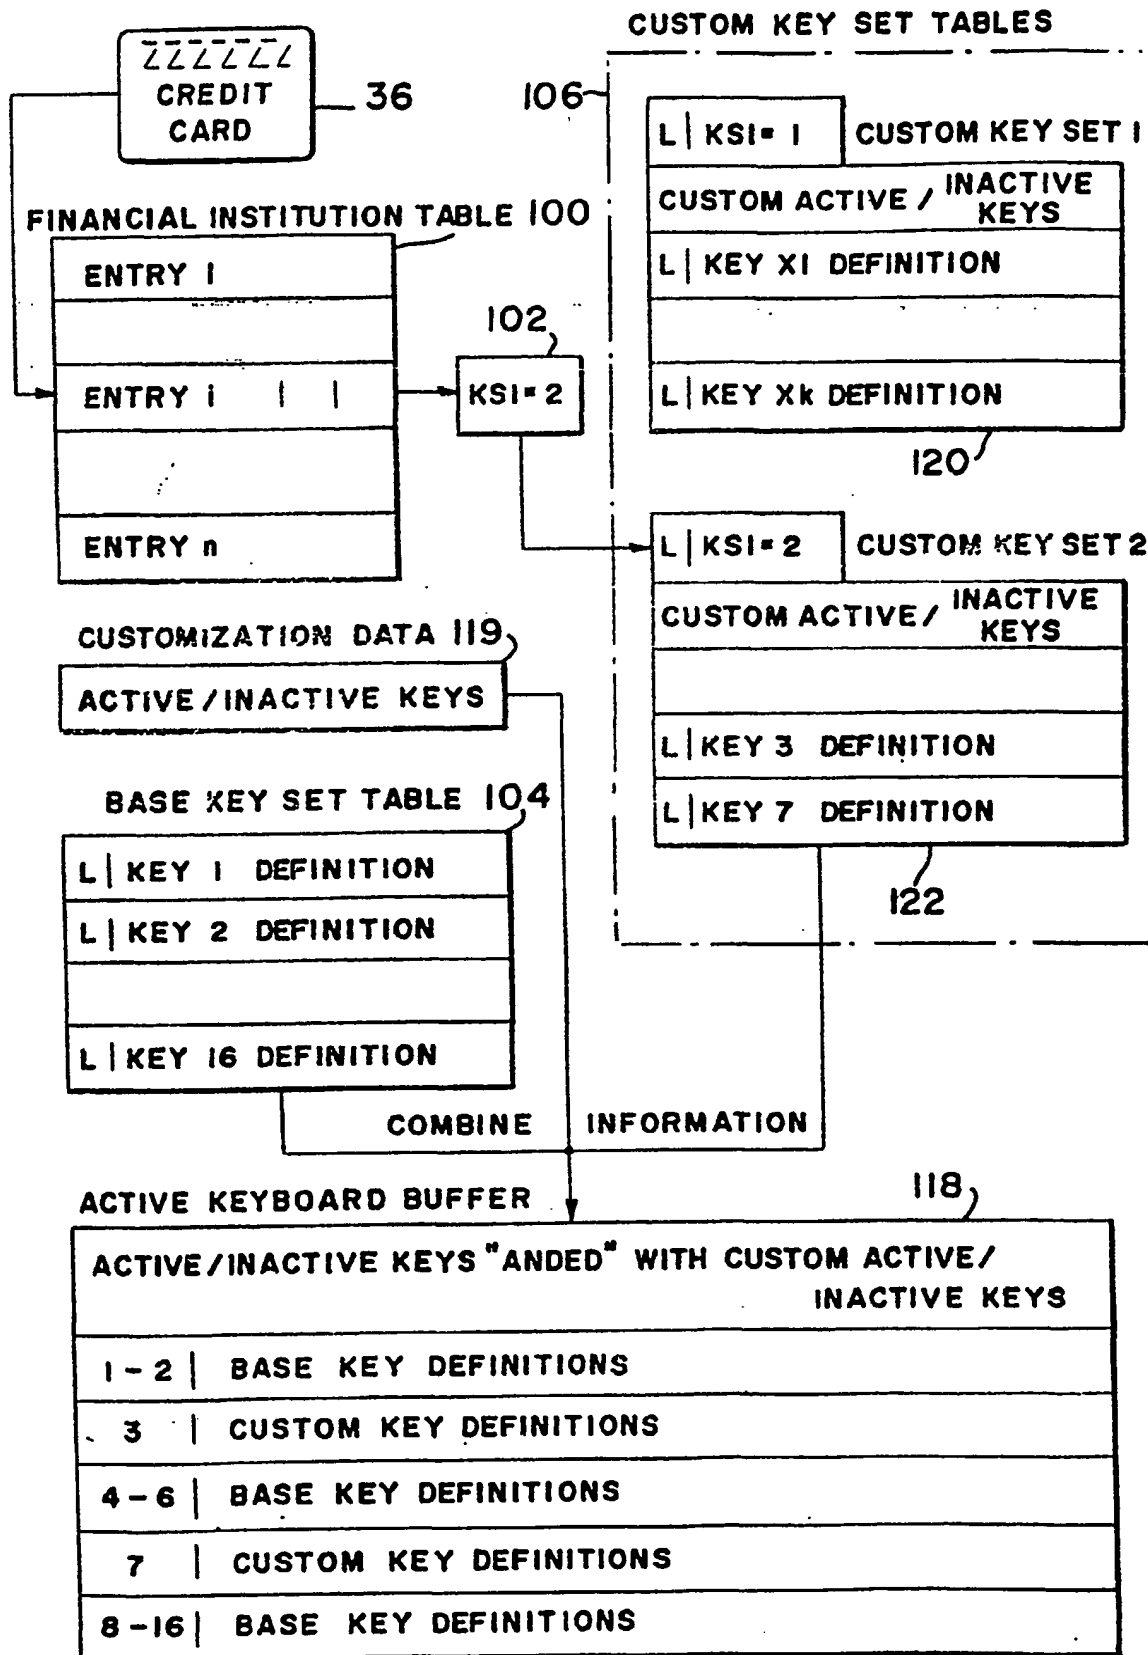 CUSTOM KEY SET TABLES
CREDIT
CARD
36
106
L | KSI = 1
CUSTOM KEY SET 1
CUSTOM ACTIVE / INACTIVE KEYS
L | KEY X1 DEFINITION
L | KEY Xk DEFINITION
120
FINANCIAL INSTITUTION TABLE 100
ENTRY 1
ENTRY i | |
ENTRY n
102
KSI = 2
L | KSI = 2
CUSTOM KEY SET 2
CUSTOM ACTIVE / INACTIVE KEYS
L | KEY 3 DEFINITION
L | KEY 7 DEFINITION
122
CUSTOMIZATION DATA 119
ACTIVE / INACTIVE KEYS
BASE KEY SET TABLE 104
L | KEY 1 DEFINITION
L | KEY 2 DEFINITION
L | KEY 16 DEFINITION
COMBINE INFORMATION
ACTIVE KEYBOARD BUFFER
118
ACTIVE / INACTIVE KEYS "ANDED" WITH CUSTOM ACTIVE /
INACTIVE KEYS
1 - 2 | BASE KEY DEFINITIONS
3 | CUSTOM KEY DEFINITIONS
4 - 6 | BASE KEY DEFINITIONS
7 | CUSTOM KEY DEFINITIONS
8 - 16 | BASE KEY DEFINITIONS